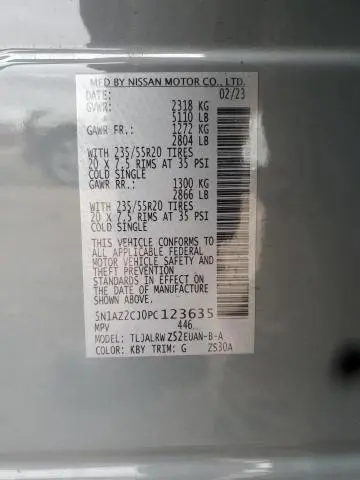 MFD BY NISSAN MOTOR CO., LTD.
DATE: 02/23
GVWR: 2318 KG
5110 LB
GAWR FR.: 1272 KG
2804 LB
WITH 235/55R20 TIRES
20 X 7.5 RIMS AT 35 PSI
COLD SINGLE
GAWR RR.: 1300 KG
2866 LB
WITH 235/55R20 TIRES
20 X 7.5 RIMS AT 35 PSI
COLD SINGLE
THIS VEHICLE CONFORMS TO
ALL APPLICABLE FEDERAL
MOTOR VEHICLE SAFETY AND
THEFT PREVENTION
STANDARDS IN EFFECT ON
THE DATE OF MANUFACTURE
SHOWN ABOVE.
5N1AZ2CJ0PC123635
MPV 446
MODEL: TLJALRWZ52EUAN-B-A
COLOR: KBY TRIM: G ZS30A